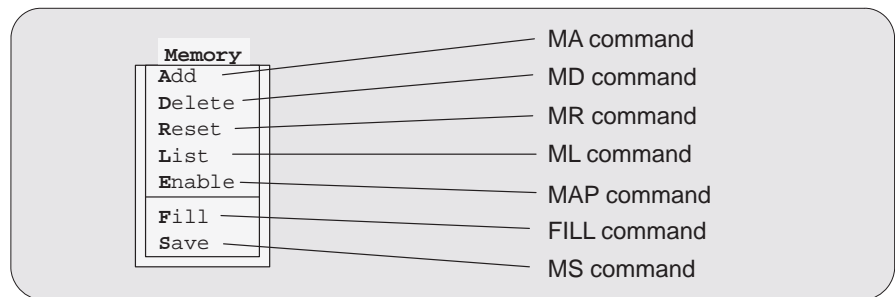 Memory
Add
Delete
Reset
List
Enable
Fill
Save
MA command
MD command
MR command
ML command
MAP command
FILL command
MS command